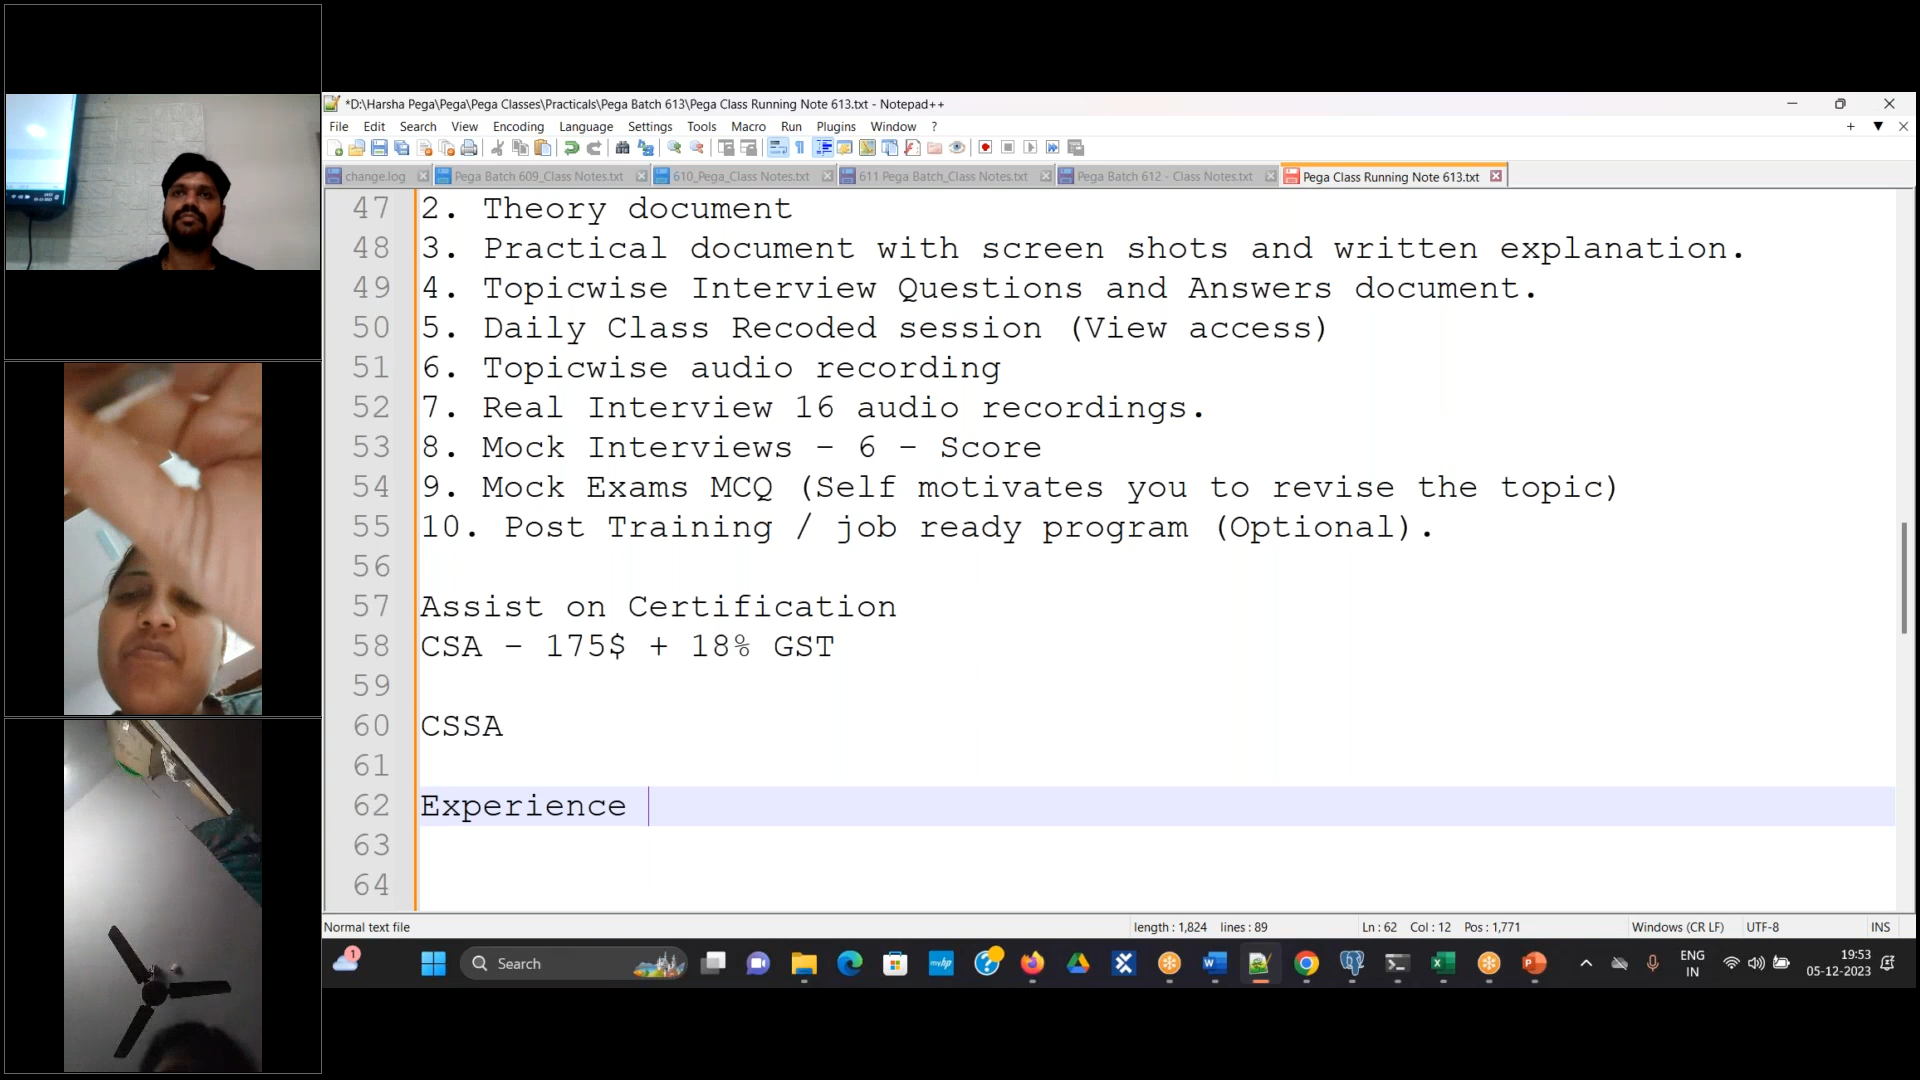 *D:\Harsha Pega\Pega\Pega Classes\Practicals\Pega Batch 613\Pega Class Running Note 613.txt - Notepad++
File Edit Search View Encoding Language Settings Tools Macro Run Plugins Window ?
change.log Pega Batch 609_Class Notes.txt 610_Pega_Class Notes.txt 611 Pega Batch_Class Notes.txt Pega Batch 612 - Class Notes.txt Pega Class Running Note 613.txt
47 2. Theory document
48 3. Practical document with screen shots and written explanation.
49 4. Topicwise Interview Questions and Answers document.
50 5. Daily Class Recoded session (View access)
51 6. Topicwise audio recording
52 7. Real Interview 16 audio recordings.
53 8. Mock Interviews - 6 - Score
54 9. Mock Exams MCQ (Self motivates you to revise the topic)
55 10. Post Training / job ready program (Optional).
56
57 Assist on Certification
58 CSA - 175$ + 18% GST
59
60 CSSA
61
62 Experience
63
64
Normal text file length : 1,824 lines : 89 Ln : 62 Col : 12 Pos : 1,771 Windows (CR LF) UTF-8 INS
1 Search ENG 19:53
IN 05-12-2023